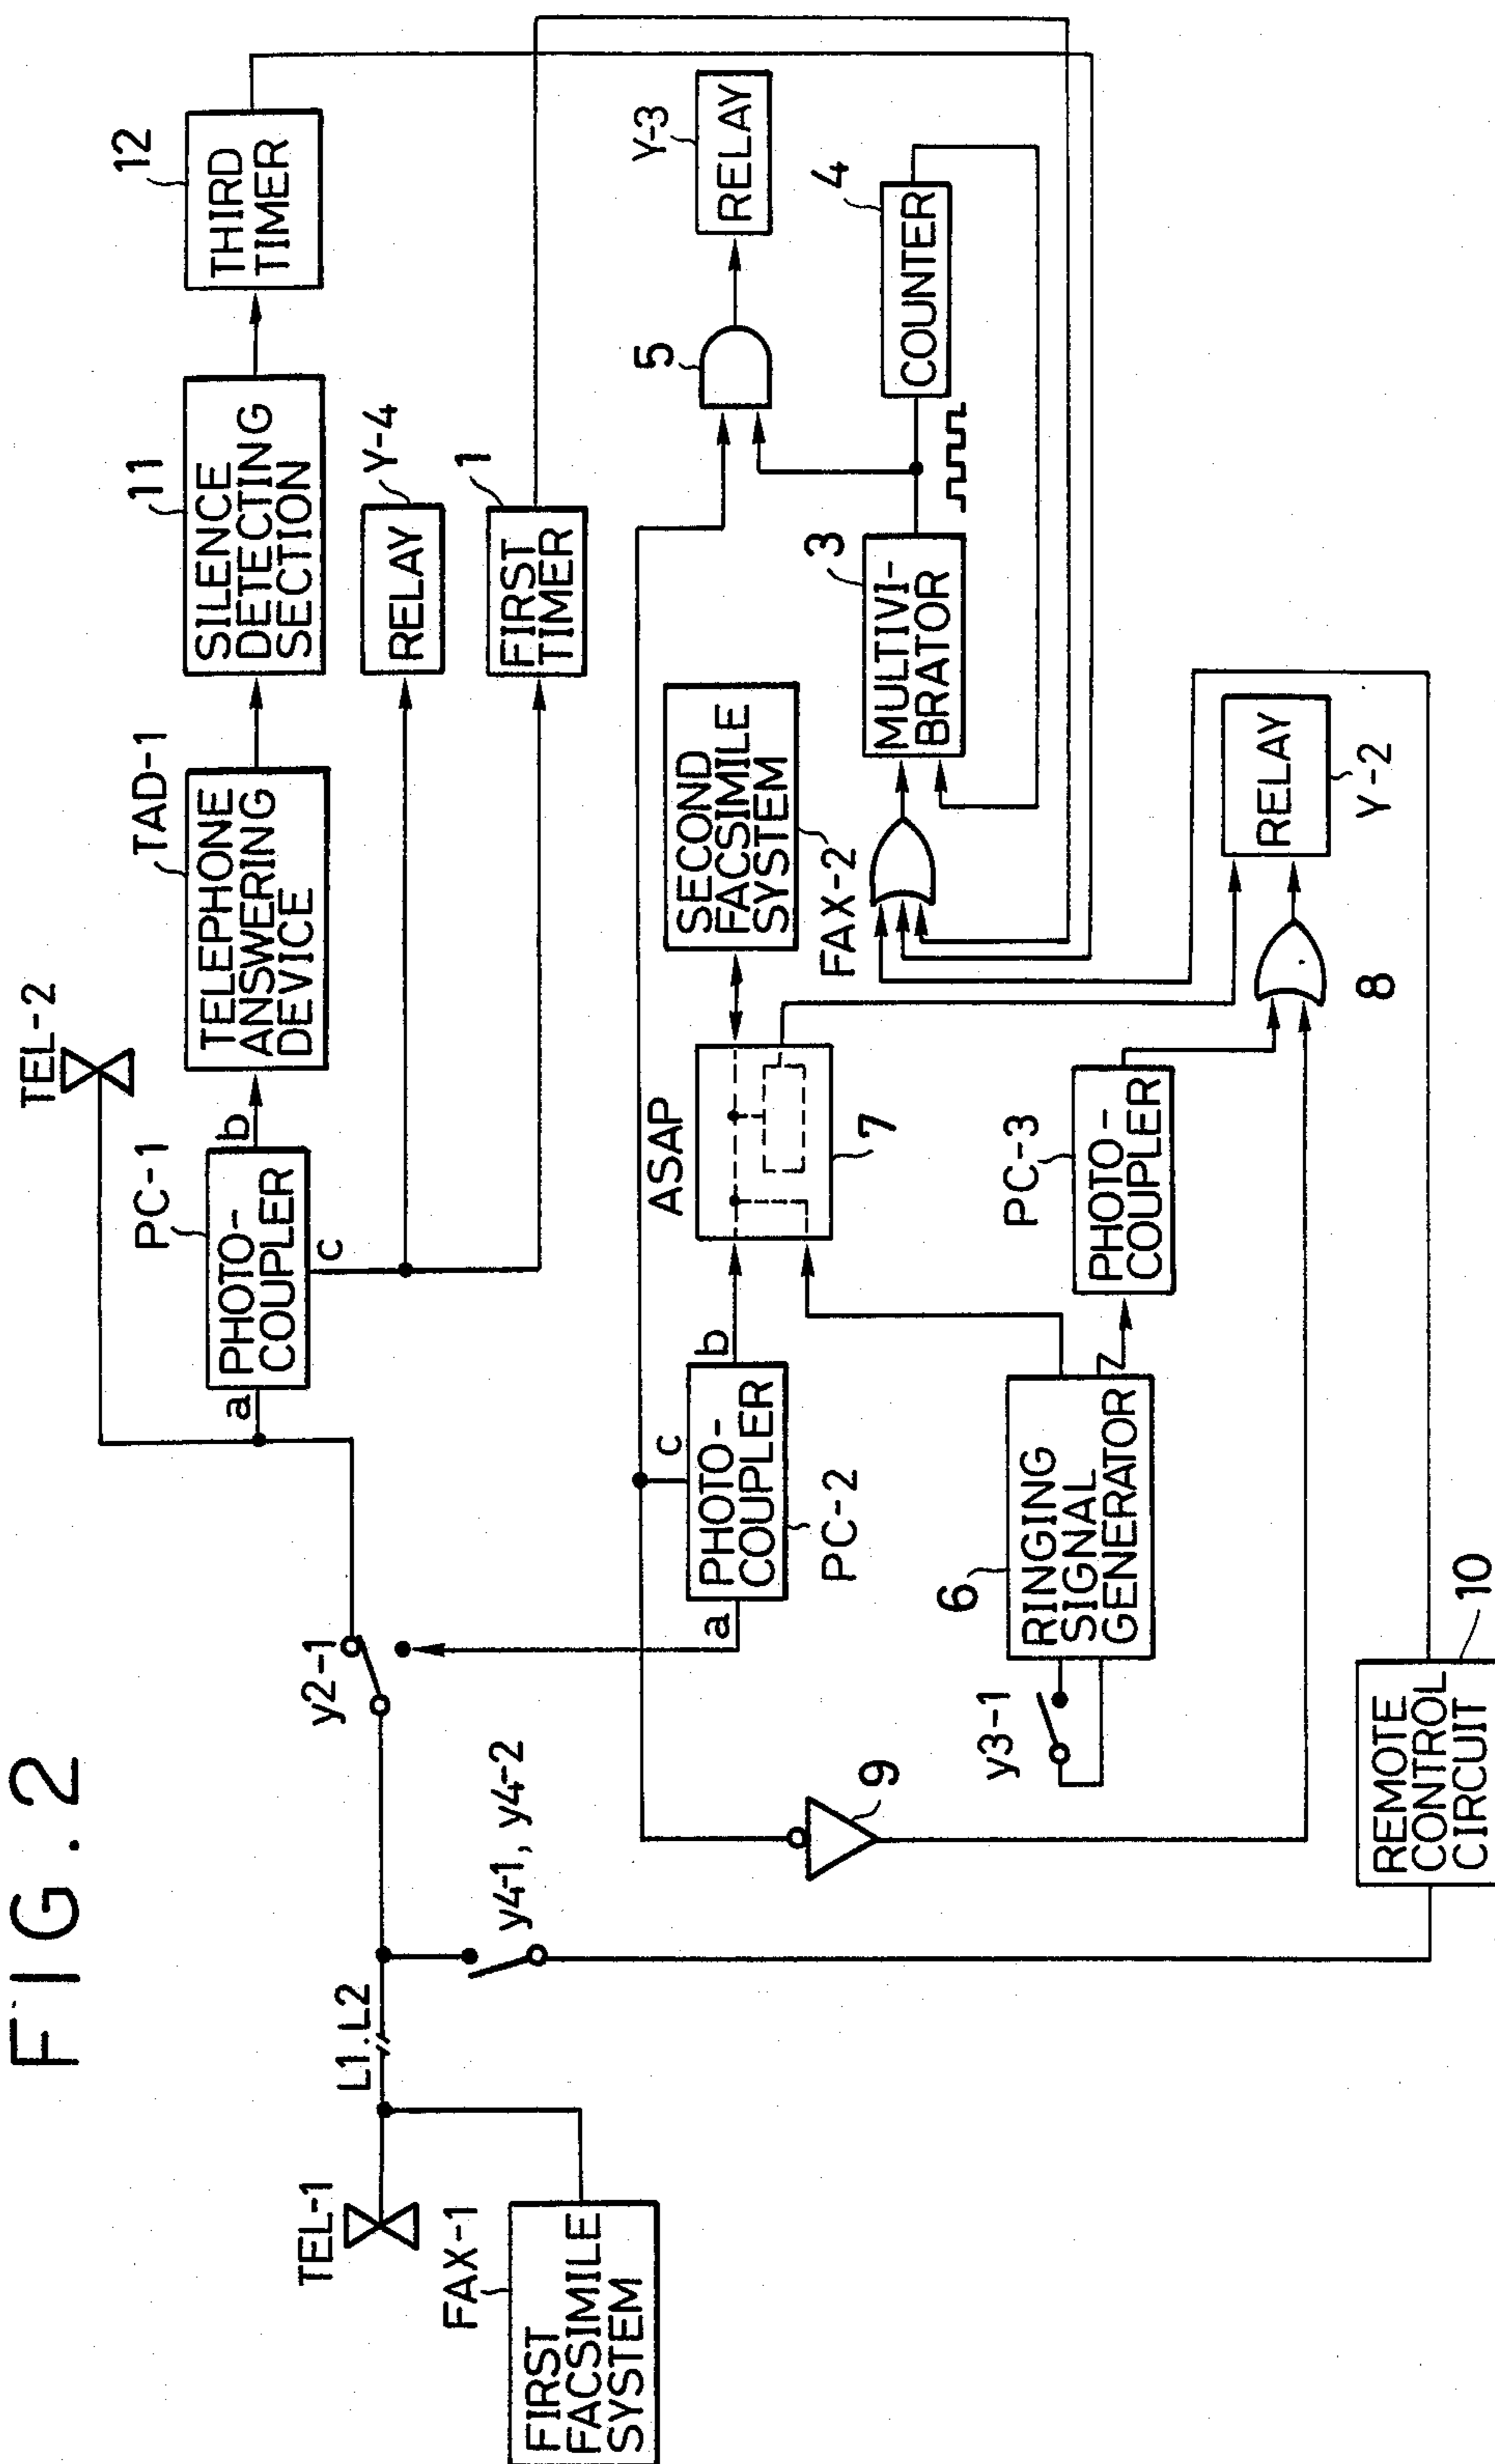 FIG. 2
TEL-2
PC-1
PHOTO-
COUPLER
a
b
c
TAD-1
TELEPHONE
ANSWERING
DEVICE
11
SILENCE
DETECTING
SECTION
12
THIRD
TIMER
Y-4
RELAY
1
FIRST
TIMER
TEL-1
FAX-1
FIRST
FACSIMILE
SYSTEM
L1. L2
y2-1
y4-1, y4-2
PHOTO-
COUPLER
PC-2
a
b
c
ASAP
7
SECOND
FACSIMILE
SYSTEM
FAX-2
5
Y-3
RELAY
3
MULTIVI-
BRATOR
4
COUNTER
9
y3-1
6
RINGING
SIGNAL
GENERATOR
PC-3
PHOTO-
COUPLER
8
RELAY
Y-2
REMOTE
CONTROL
CIRCUIT
10